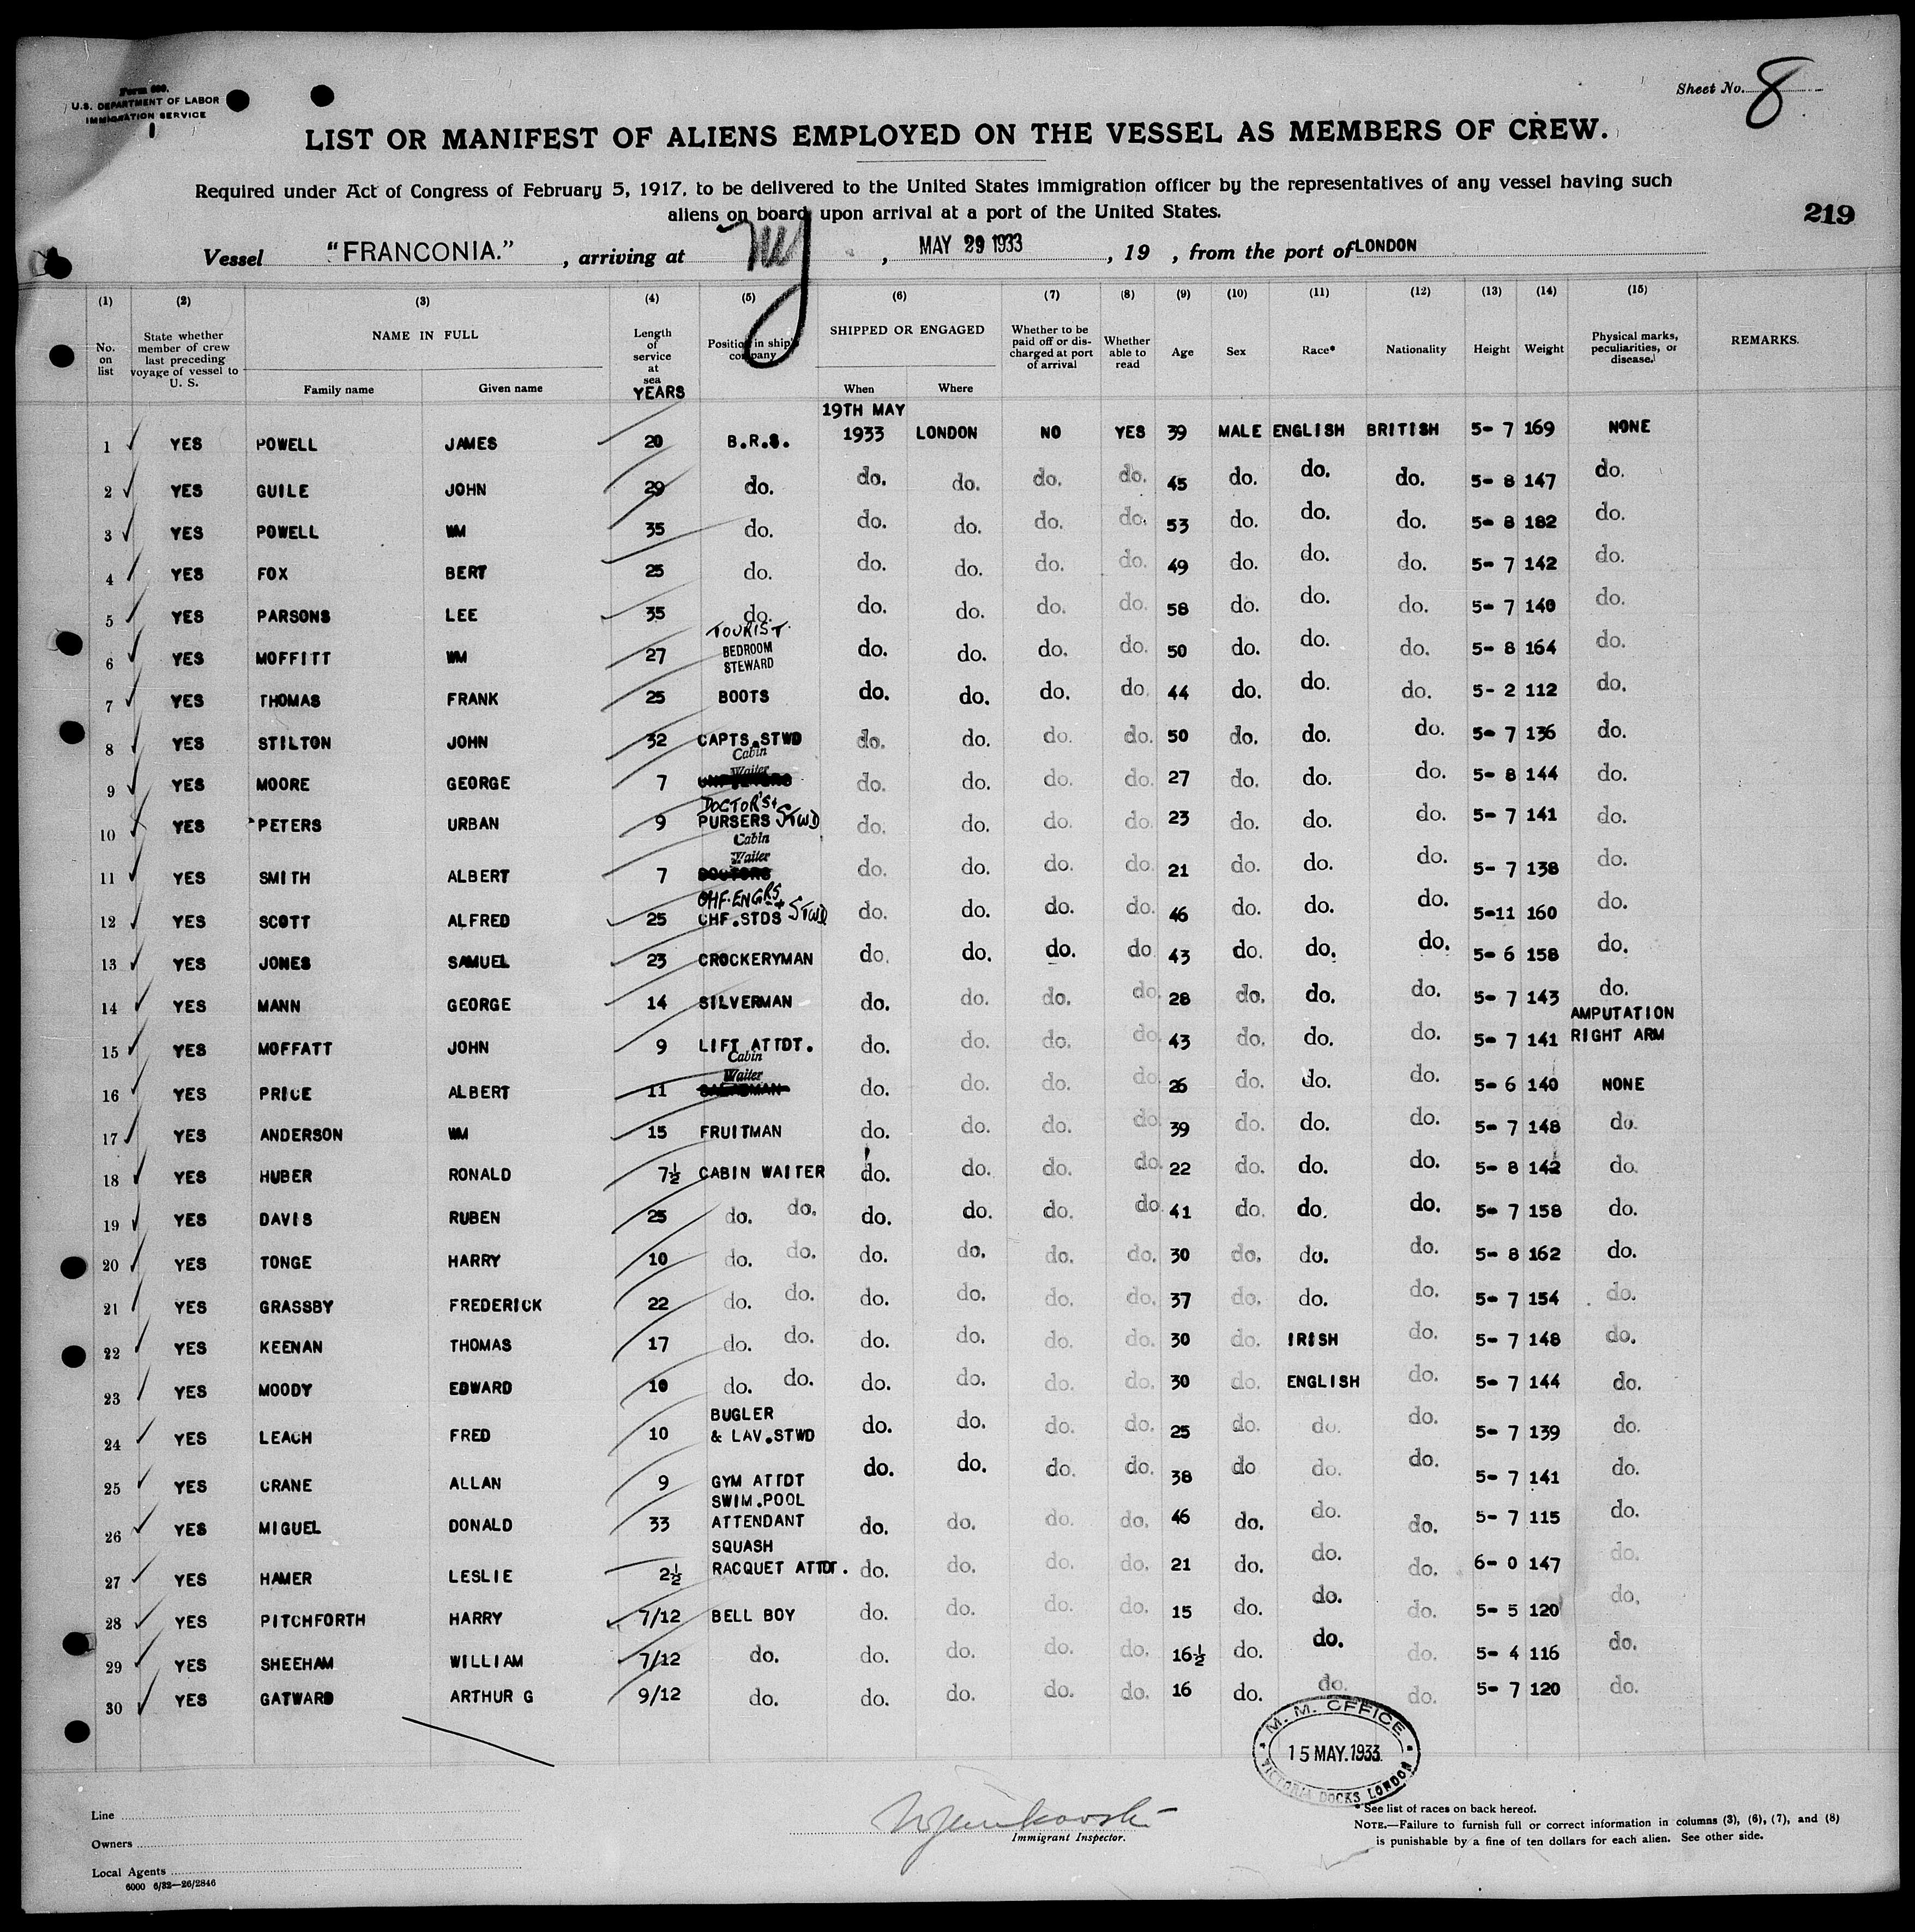 Form 689.
U.S. DEPARTMENT OF LABOR
IMMIGRATION SERVICE
Sheet No. 8
LIST OR MANIFEST OF ALIENS EMPLOYED ON THE VESSEL AS MEMBERS OF CREW.
Required under Act of Congress of February 5, 1917, to be delivered to the United States immigration officer by the representatives of any vessel having such
aliens on board upon arrival at a port of the United States.
219
Vessel "FRANCONIA.", arriving at NY, MAY 29 1933, 19 , from the port of LONDON
(1) (2) (3) (4) (5) (6) (7) (8) (9) (10) (11) (12) (13) (14) (15)
No. on list State whether member of crew last preceding voyage of vessel to U. S. NAME IN FULL Family name Given name Length of service at sea YEARS Position in ship's company SHIPPED OR ENGAGED When Where Whether to be paid off or discharged at port of arrival Whether able to read Age Sex Race* Nationality Height Weight Physical marks, peculiarities, or disease. REMARKS.
1 YES POWELL JAMES 20 B.R.S. 19TH MAY 1933 LONDON NO YES 39 MALE ENGLISH BRITISH 5- 7 169 NONE
2 YES GUILE JOHN 29 do. do. do. do. do. 45 do. do. do. 5- 8 147 do.
3 YES POWELL WM 35 do. do. do. do. do. 53 do. do. do. 5- 8 182 do.
4 YES FOX BERT 25 do. do. do. do. do. 49 do. do. do. 5- 7 142 do.
5 YES PARSONS LEE 35 do. do. do. do. do. 58 do. do. do. 5- 7 140 do.
6 YES MOFFITT WM 27 TOURIST BEDROOM STEWARD do. do. do. do. 50 do. do. do. 5- 8 164 do.
7 YES THOMAS FRANK 25 BOOTS do. do. do. do. 44 do. do. do. 5- 2 112 do.
8 YES STILTON JOHN 32 CAPTS.STWD do. do. do. do. 50 do. do. do. 5- 7 136 do.
9 YES MOORE GEORGE 7 Cabin Waiter do. do. do. do. 27 do. do. do. 5- 8 144 do.
10 YES PETERS URBAN 9 DOCTOR'S + PURSERS STWD do. do. do. do. 23 do. do. do. 5- 7 141 do.
11 YES SMITH ALBERT 7 Cabin Waiter DOCTORS do. do. do. do. 21 do. do. do. 5- 7 138 do.
12 YES SCOTT ALFRED 25 CHF.ENGRS + CHF.STDS STWD do. do. do. do. 46 do. do. do. 5-11 160 do.
13 YES JONES SAMUEL 23 CROCKERYMAN do. do. do. do 43 do. do. do. 5- 6 158 do.
14 YES MANN GEORGE 14 SILVERMAN do. do. do. do. 28 do. do. do. 5- 7 143 do.
15 YES MOFFATT JOHN 9 LIFT ATTDT. do. do. do. do 43 do. do. do. 5- 7 141 AMPUTATION RIGHT ARM
16 YES PRICE ALBERT 11 Cabin Waiter do. do. do. do 26 do. do. do. 5- 6 140 NONE
17 YES ANDERSON WM 15 FRUITMAN do. do. do. do. 39 do. do. do. 5- 7 148 do.
18 YES HUBER RONALD 7½ CABIN WAITER do. do. do. do. 22 do. do. do. 5- 8 142 do.
19 YES DAVIS RUBEN 25 do. do. do. do. do. do 41 do. do. do. 5- 7 158 do.
20 YES TONGE HARRY 10 do. do. do. do. do. do. 30 do. do. do. 5- 8 162 do.
21 YES GRASSBY FREDERICK 22 do. do. do. do. do. do. 37 do. do. do. 5- 7 154 do.
22 YES KEENAN THOMAS 17 do. do. do. do. do. do. 30 do. IRISH do. 5- 7 148 do.
23 YES MOODY EDWARD 10 do. do. do. do. do. do. 30 do. ENGLISH do. 5- 7 144 do.
24 YES LEACH FRED 10 BUGLER & LAV.STWD do. do. do. do. 25 do. do. do. 5- 7 139 do.
25 YES CRANE ALLAN 9 GYM ATTDT do. do. do. do. 38 do do. do. 5- 7 141 do.
26 YES MIGUEL DONALD 33 SWIM.POOL ATTENDANT do. do. do. do. 46 do. do. do. 5- 7 115 do.
27 YES HAMER LESLIE 2½ SQUASH RACQUET ATTDT. do. do. do. do. 21 do. do. do. 6- 0 147 do.
28 YES PITCHFORTH HARRY 7/12 BELL BOY do. do. do. do. 15 do. do. do. 5- 5 120 do.
29 YES SHEEHAM WILLIAM 7/12 do. do. do. do. do. 16½ do. do. do. 5- 4 116 do.
30 YES GATWARD ARTHUR G 9/12 do. do. do. do. do. 16 do. do. do. 5- 7 120 do.
M. M. OFFICE
15 MAY.1933
VICTORIA DOCKS LONDON
Line
Owners
Local Agents
6000 6/32—26/2846
Immigrant Inspector.
*See list of races on back hereof.
NOTE.—Failure to furnish full or correct information in columns (3), (6), (7), and (8)
is punishable by a fine of ten dollars for each alien. See other side.